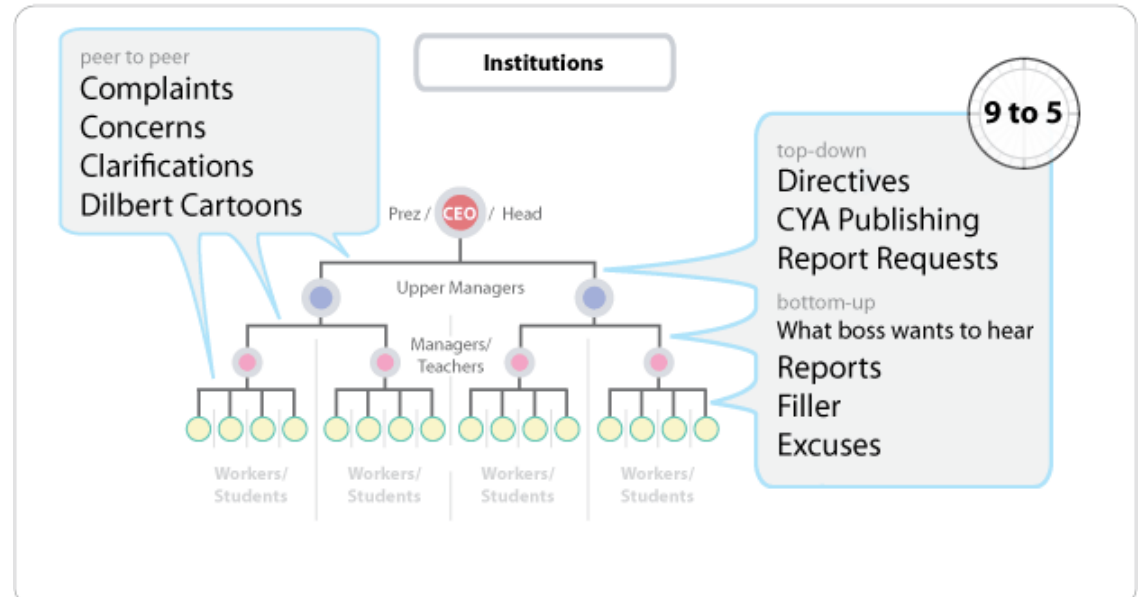 Institutions
peer to peer
Complaints
Concerns
Clarifications
Dilbert Cartoons
9 to 5
top-down
Directives
CYA Publishing
Report Requests
bottom-up
What boss wants to hear
Reports
Filler
Excuses
Prez / CEO / Head
Upper Managers
Managers/
Teachers
Workers/
Students
Workers/
Students
Workers/
Students
Workers/
Students